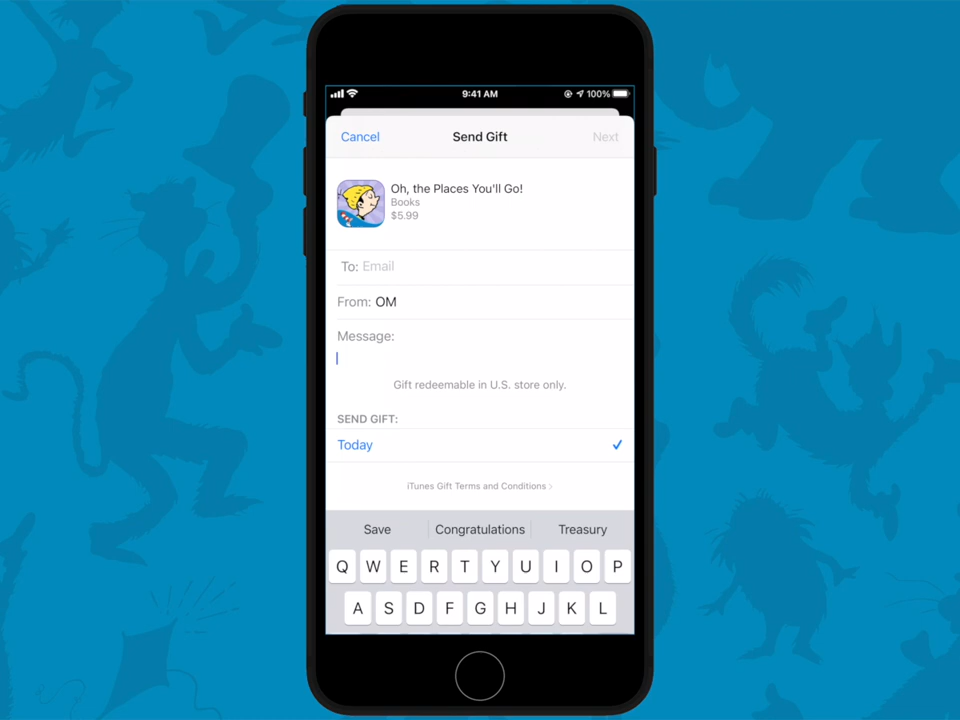 9:41 AM 100%
Cancel Send Gift Next
Oh, the Places You'll Go!
Books
$5.99
To: Email
From: OM
Message:
Gift redeemable in U.S. store only.
SEND GIFT:
Today
iTunes Gift Terms and Conditions >
Save Congratulations Treasury
Q W E R T Y U I O P
A S D F G H J K L